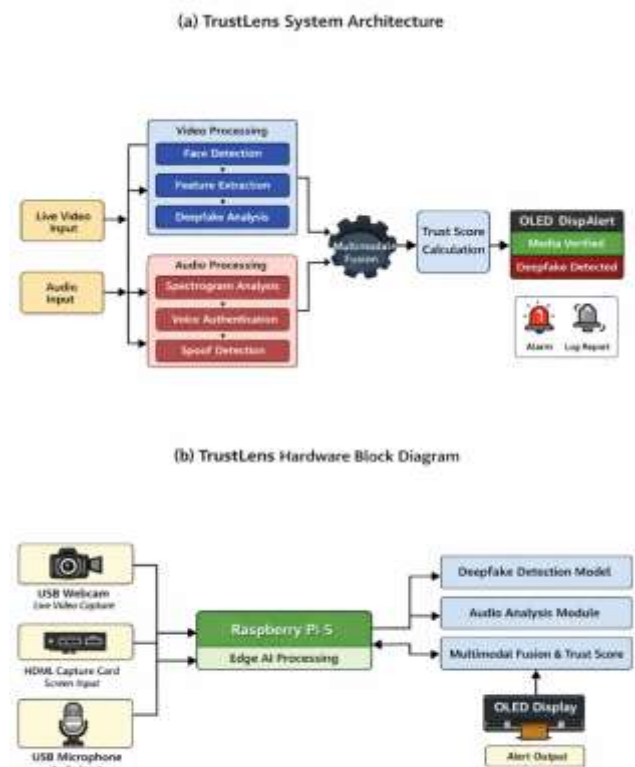 (a) TrustLens System Architecture
Video Processing
Face Detection
Feature Extraction
Deepfake Analysis
Live Video
Input
Audio
Input
Audio Processing
Spectrogram Analysis
Voice Authentication
Spoof Detection
Multimodale
Fusion
Trust Score
Calculation
OLED DispAlert
Media Verified
Deepfake Detected
Alarm
Log Report
(b) TrustLens Hardware Block Diagram
USB Webcam
Live Video Capture
HDMI Capture Card
Screen Input
USB Microphone
Raspberry Pi 5
Edge AI Processing
Deepfake Detection Model
Audio Analysis Module
Multimodal Fusion & Trust Score
OLED Display
Alert Output